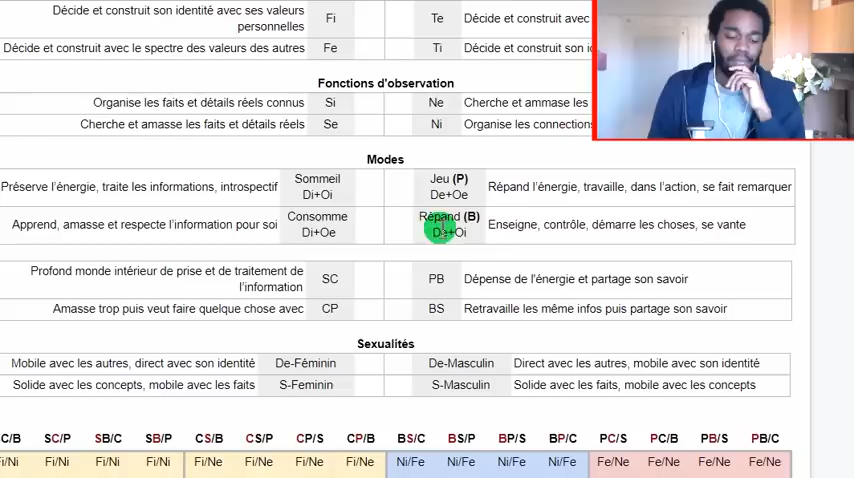 Décide et construit son identité avec ses valeurs
personnelles Fi Te Décide et construit avec
Décide et construit avec le spectre des valeurs des autres Fe Ti Décide et construit son
Fonctions d'observation
Organise les faits et détails réels connus Si Ne Cherche et ammase les
Cherche et amasse les faits et détails réels Se Ni Organise les connections
Modes
Préserve l'énergie, traite les informations, introspectif Sommeil Di+Oi Jeu (P) De+Oe Répand l'énergie, travaille, dans l'action, se fait remarquer
Apprend, amasse et respecte l'information pour soi Consomme Di+Oe Répand (B) De+Oi Enseigne, contrôle, démarre les choses, se vante
Profond monde intérieur de prise et de traitement de
l'information SC PB Dépense de l'énergie et partage son savoir
Amasse trop puis veut faire quelque chose avec CP BS Retravaille les même infos puis partage son savoir
Sexualités
Mobile avec les autres, direct avec son identité De-Féminin De-Masculin Direct avec les autres, mobile avec son identité
Solide avec les concepts, mobile avec les faits S-Feminin S-Masculin Solide avec les faits, mobile avec les concepts
C/B SC/P SB/C SB/P CS/B CS/P CP/S CP/B BS/C BS/P BP/S BP/C PC/S PC/B PB/S PB/C
Fi/Ni Fi/Ni Fi/Ni Fi/Ni Fi/Ne Fi/Ne Fi/Ne Fi/Ne Ni/Fe Ni/Fe Ni/Fe Ni/Fe Fe/Ne Fe/Ne Fe/Ne Fe/Ne